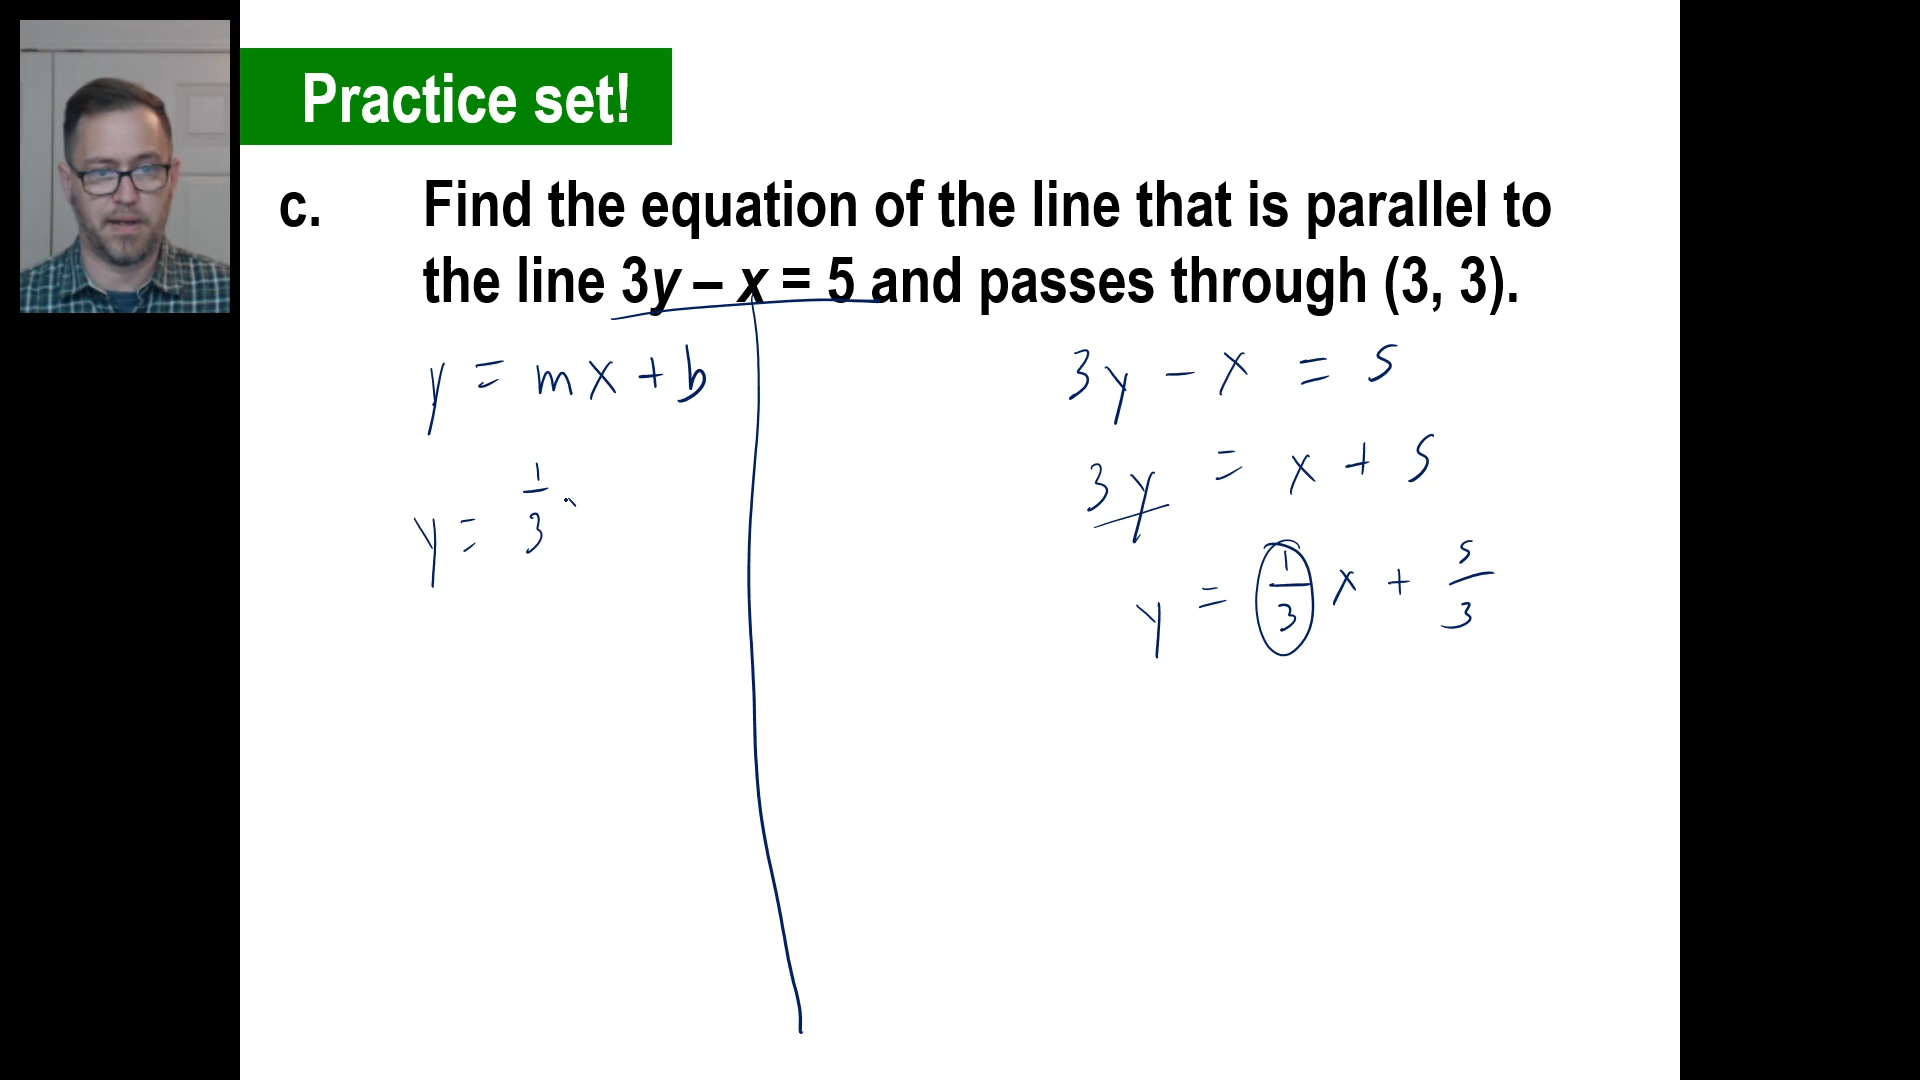 Practice set!
c. Find the equation of the line that is parallel to
the line 3y – x = 5 and passes through (3, 3).
y = mx + b
y = 1/3
3y - x = 5
3y = x + 5
y = 1/3 x + 5/3